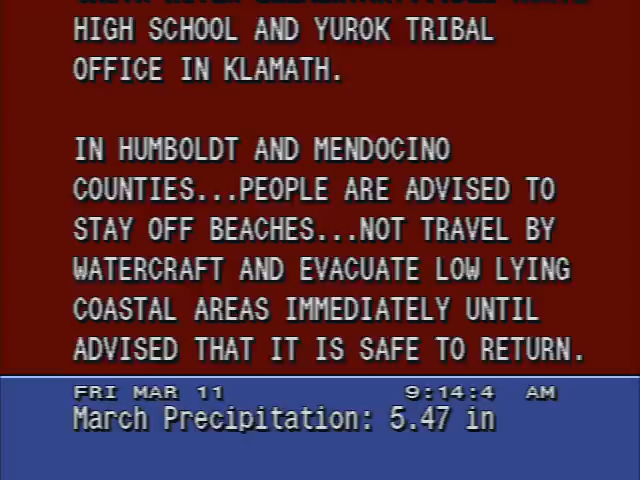 HIGH SCHOOL AND YUROK TRIBAL
OFFICE IN KLAMATH.
IN HUMBOLDT AND MENDOCINO
COUNTIES...PEOPLE ARE ADVISED TO
STAY OFF BEACHES...NOT TRAVEL BY
WATERCRAFT AND EVACUATE LOW LYING
COASTAL AREAS IMMEDIATELY UNTIL
ADVISED THAT IT IS SAFE TO RETURN.
FRI MAR 11 9:14:4 AM
March Precipitation: 5.47 in